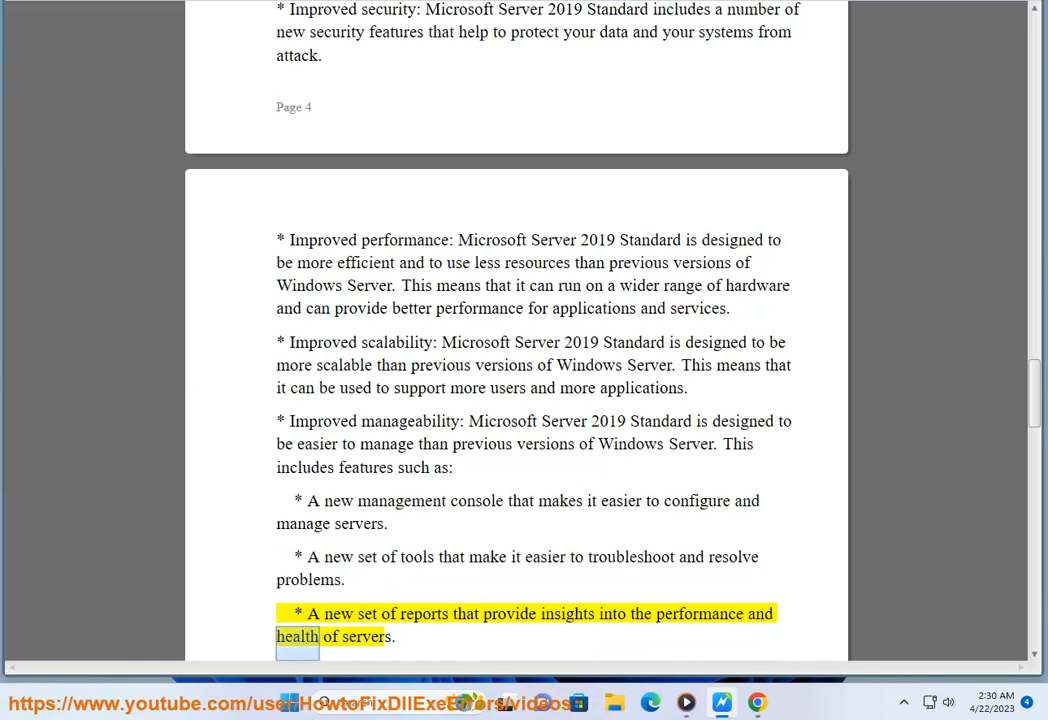 * Improved security: Microsoft Server 2019 Standard includes a number of
new security features that help to protect your data and your systems from
attack.
Page 4
* Improved performance: Microsoft Server 2019 Standard is designed to
be more efficient and to use less resources than previous versions of
Windows Server. This means that it can run on a wider range of hardware
and can provide better performance for applications and services.
* Improved scalability: Microsoft Server 2019 Standard is designed to be
more scalable than previous versions of Windows Server. This means that
it can be used to support more users and more applications.
* Improved manageability: Microsoft Server 2019 Standard is designed to
be easier to manage than previous versions of Windows Server. This
includes features such as:
* A new management console that makes it easier to configure and
manage servers.
* A new set of tools that make it easier to troubleshoot and resolve
problems.
* A new set of reports that provide insights into the performance and
health of servers.
https://www.youtube.com/user/HowtoFixDllExeErrors/videos
2:30 AM
4/22/2023
4